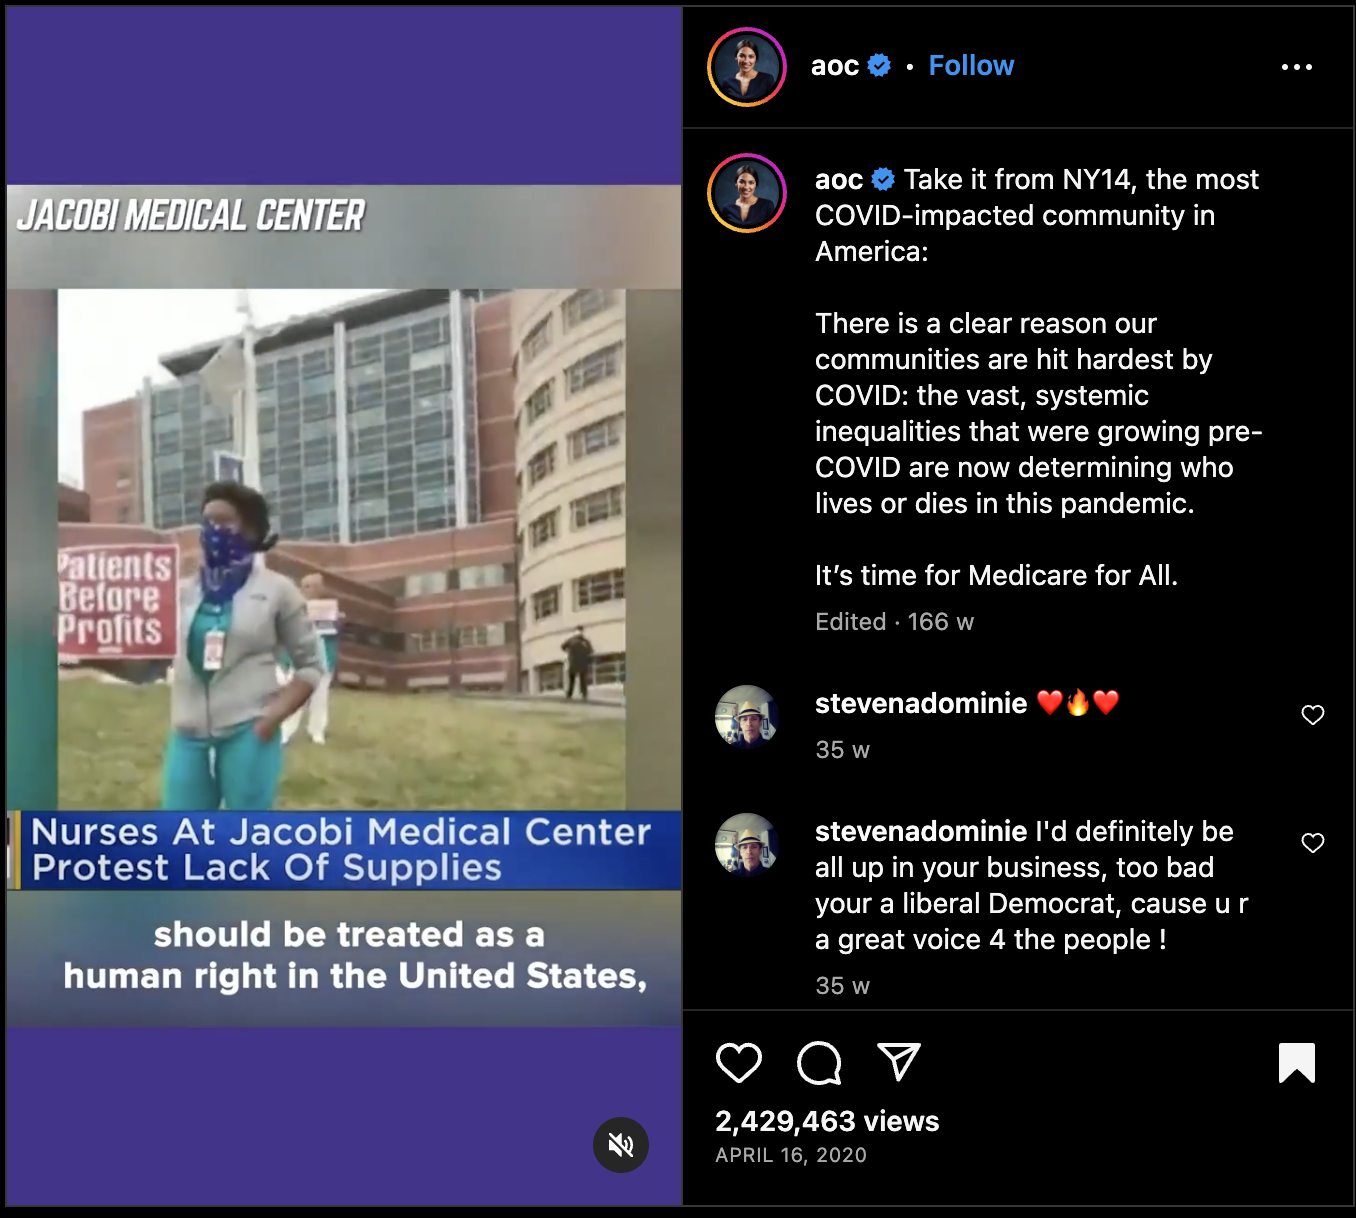 JACOBI MEDICAL CENTER
Patients
Before
Profits
Nurses At Jacobi Medical Center
Protest Lack Of Supplies
should be treated as a
human right in the United States,
aoc • Follow
aoc Take it from NY14, the most
COVID-impacted community in
America:
There is a clear reason our
communities are hit hardest by
COVID: the vast, systemic
inequalities that were growing pre-
COVID are now determining who
lives or dies in this pandemic.
It’s time for Medicare for All.
Edited · 166 w
stevenadominie ❤️🔥❤️
35 w
stevenadominie I'd definitely be
all up in your business, too bad
your a liberal Democrat, cause u r
a great voice 4 the people !
35 w
2,429,463 views
APRIL 16, 2020